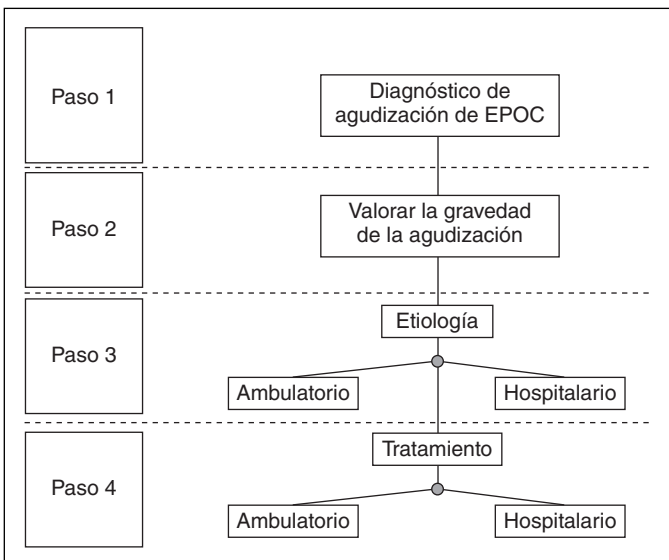 Paso 1
Diagnóstico de
agudización de EPOC
Paso 2
Valorar la gravedad
de la agudización
Paso 3
Etiología
Ambulatorio
Hospitalario
Paso 4
Tratamiento
Ambulatorio
Hospitalario